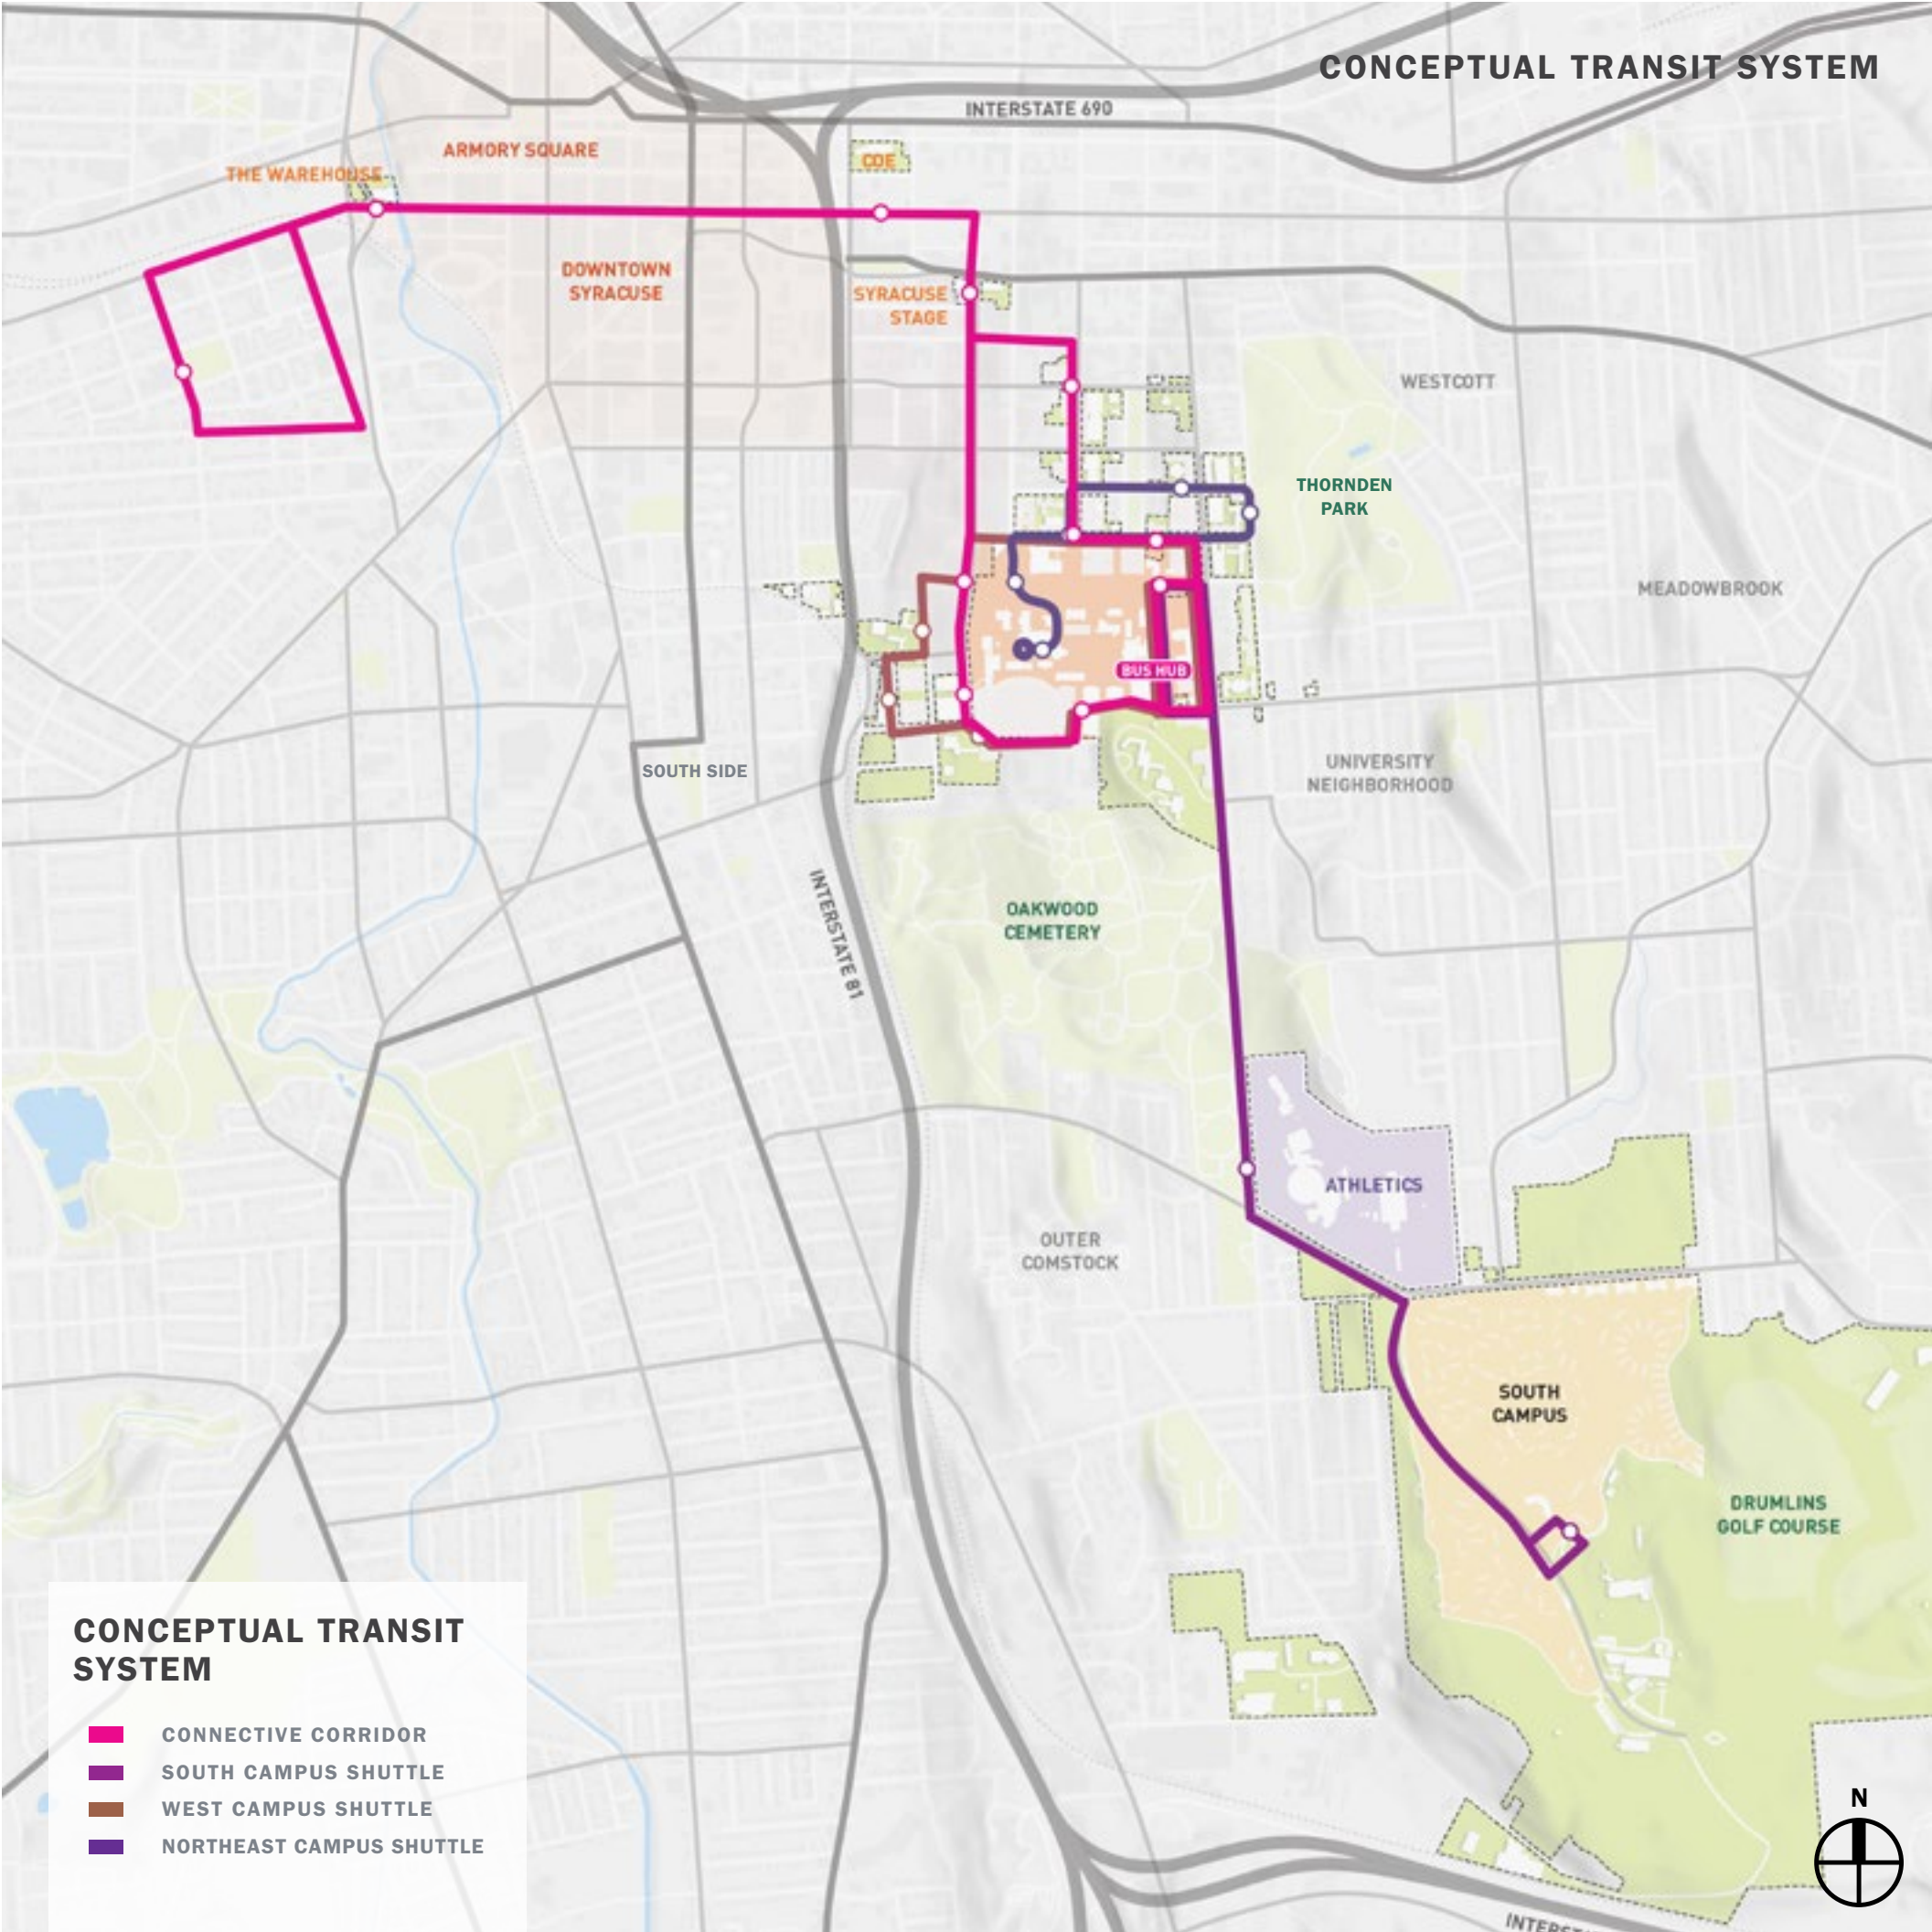 CONCEPTUAL TRANSIT SYSTEM
INTERSTATE 690
ARMORY SQUARE
COE
THE WAREHOUSE
DOWNTOWN
SYRACUSE
SYRACUSE
STAGE
WESTCOTT
THORNDEN
PARK
MEADOWBROOK
BUS HUB
SOUTH SIDE
UNIVERSITY
NEIGHBORHOOD
INTERSTATE 81
OAKWOOD
CEMETERY
ATHLETICS
OUTER
COMSTOCK
SOUTH
CAMPUS
DRUMLINS
GOLF COURSE
CONCEPTUAL TRANSIT
SYSTEM
CONNECTIVE CORRIDOR
SOUTH CAMPUS SHUTTLE
WEST CAMPUS SHUTTLE
NORTHEAST CAMPUS SHUTTLE
N